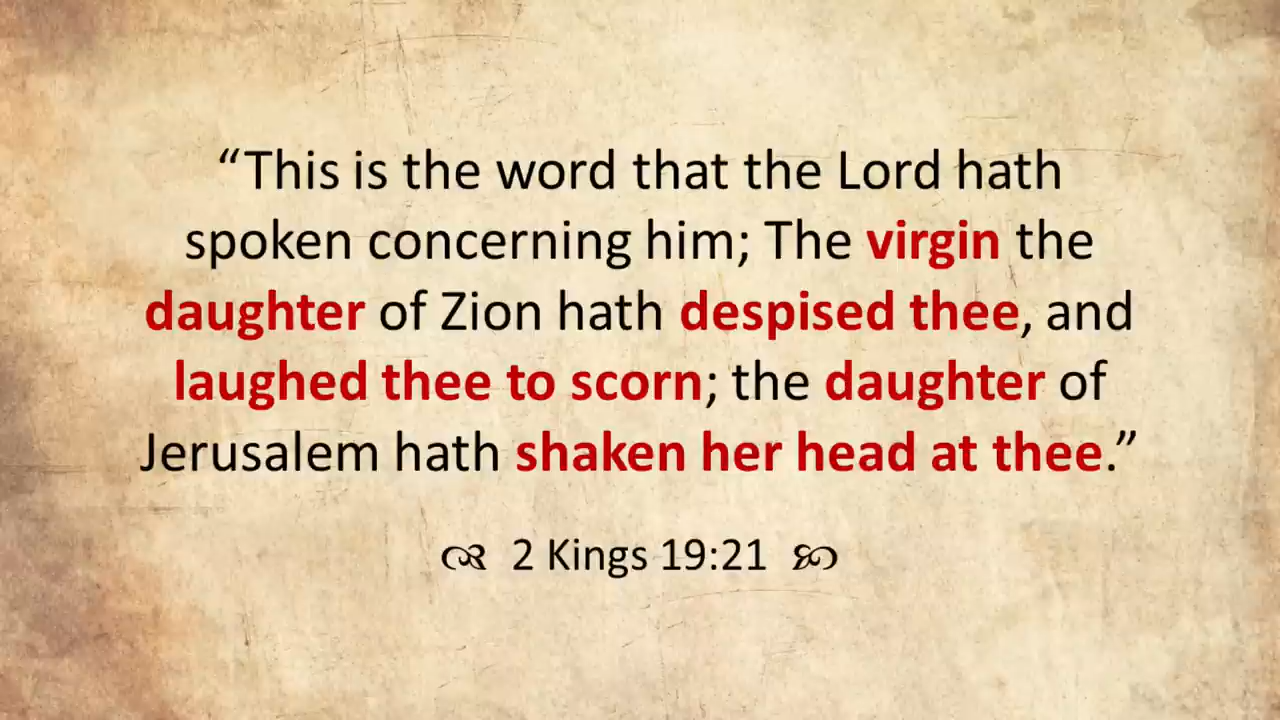 “This is the word that the Lord hath
spoken concerning him; The virgin the
daughter of Zion hath despised thee, and
laughed thee to scorn; the daughter of
Jerusalem hath shaken her head at thee.”
2 Kings 19:21